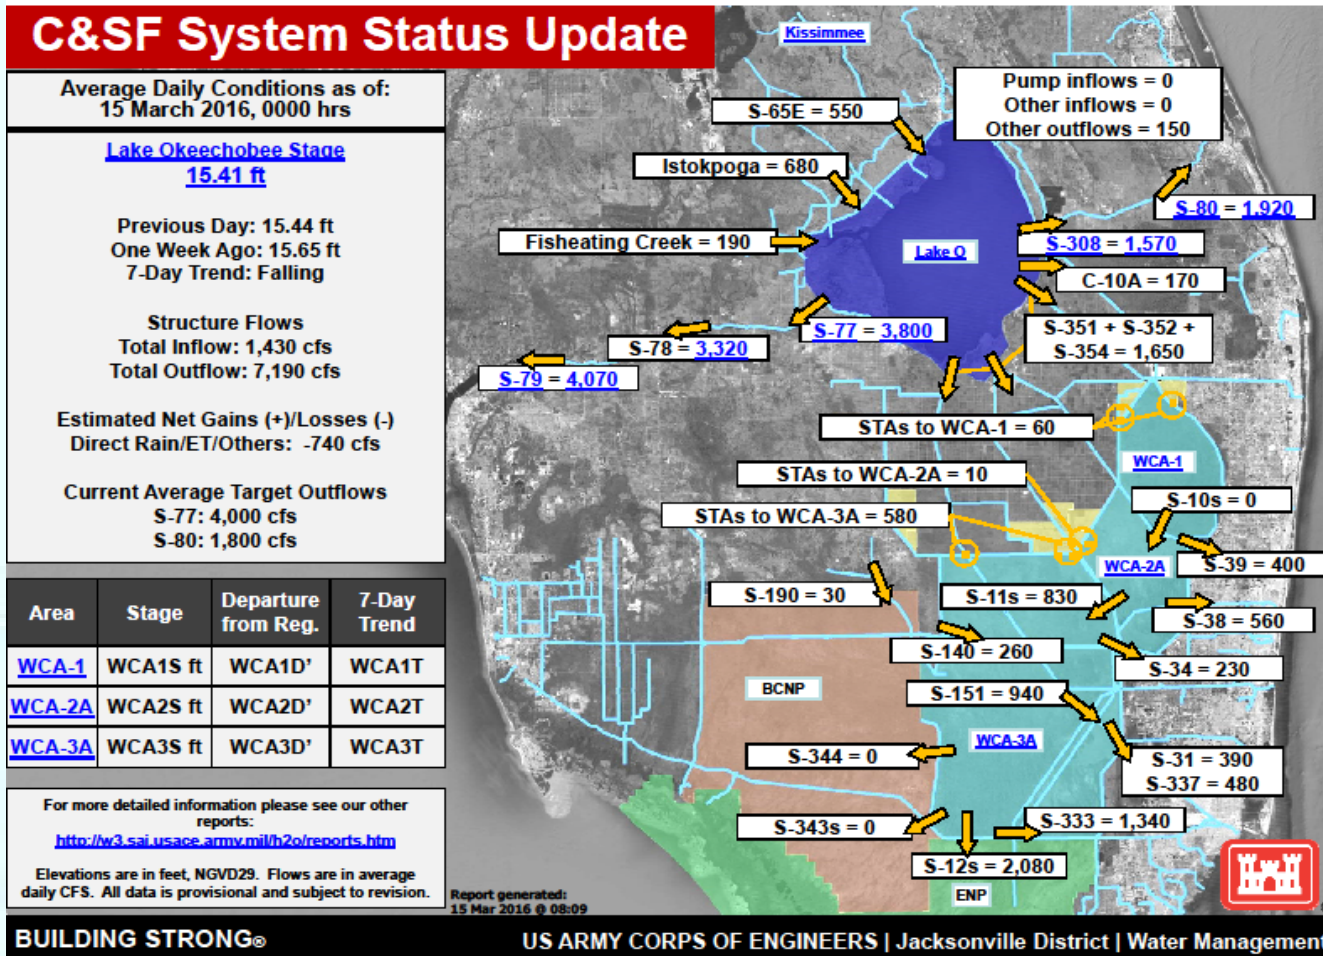 C&SF System Status Update
Average Daily Conditions as of:
15 March 2016, 0000 hrs
Lake Okeechobee Stage
15.41 ft
Previous Day: 15.44 ft
One Week Ago: 15.65 ft
7-Day Trend: Falling
Structure Flows
Total Inflow: 1,430 cfs
Total Outflow: 7,190 cfs
Estimated Net Gains (+)/Losses (-)
Direct Rain/ET/Others: -740 cfs
Current Average Target Outflows
S-77: 4,000 cfs
S-80: 1,800 cfs
Area Stage Departure from Reg. 7-Day Trend
WCA-1 WCA1S ft WCA1D' WCA1T
WCA-2A WCA2S ft WCA2D' WCA2T
WCA-3A WCA3S ft WCA3D' WCA3T
For more detailed information please see our other
reports:
http://w3.saj.usace.army.mil/h2o/reports.htm
Elevations are in feet, NGVD29. Flows are in average
daily CFS. All data is provisional and subject to revision.
Kissimmee
Pump inflows = 0
Other inflows = 0
Other outflows = 150
S-65E = 550
Istokpoga = 680
S-80 = 1,920
Fisheating Creek = 190
Lake O
S-308 = 1,570
C-10A = 170
S-77 = 3,800
S-351 + S-352 +
S-354 = 1,650
S-78 = 3,320
S-79 = 4,070
STAs to WCA-1 = 60
WCA-1
STAs to WCA-2A = 10
S-10s = 0
STAs to WCA-3A = 580
WCA-2A
S-39 = 400
S-190 = 30
S-11s = 830
S-38 = 560
S-140 = 260
S-34 = 230
BCNP
S-151 = 940
WCA-3A
S-344 = 0
S-31 = 390
S-337 = 480
S-343s = 0
S-333 = 1,340
S-12s = 2,080
ENP
Report generated:
15 Mar 2016 @ 08:09
BUILDING STRONG®
US ARMY CORPS OF ENGINEERS | Jacksonville District | Water Management